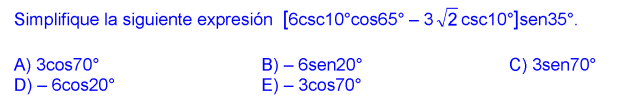 Simplifique la siguiente expresión [6csc10°cos65° – 3√2 csc10°]sen35°.
A) 3cos70° B) – 6sen20° C) 3sen70°
D) – 6cos20° E) – 3cos70°